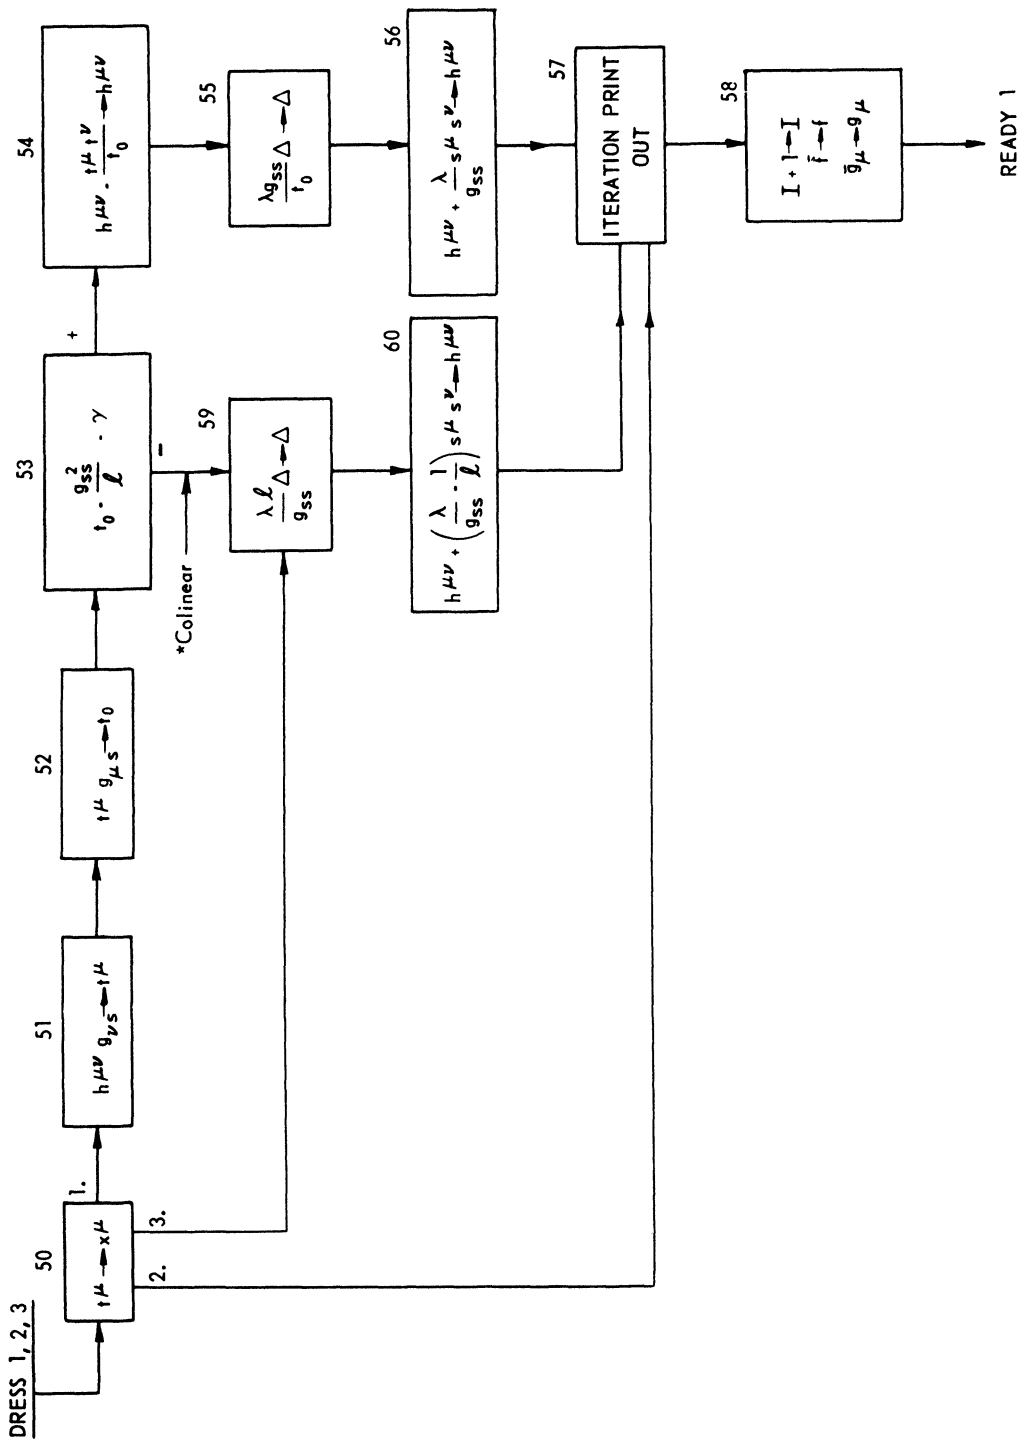 DRESS 1, 2, 3
50
t^μ → x^μ
1.
2.
3.
51
h^μν g_νs → t^μ
52
t^μ g_μs → t_0
53
t_0 - g_ss^2/ℓ - γ
+
−
*Colinear
54
h^μν - t^μ t^ν/t_0 → h^μν
55
λg_ss/t_0 Δ → Δ
56
h^μν + λ/g_ss s^μ s^ν → h^μν
57
ITERATION PRINT
OUT
58
I + 1 → I
f̄ → f
ḡ_μ → g_μ
READY 1
59
λℓ/g_ss Δ → Δ
60
h^μν + (λ/g_ss - 1/ℓ) s^μ s^ν → h^μν